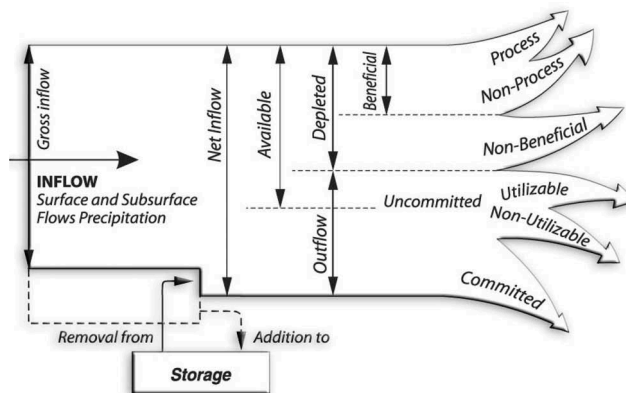 Gross inflow
INFLOW
Surface and Subsurface
Flows Precipitation
Net Inflow
Available
Depleted
Beneficial
Outflow
Uncommitted
Process
Non-Process
Non-Beneficial
Utilizable
Non-Utilizable
Committed
Removal from
Addition to
Storage